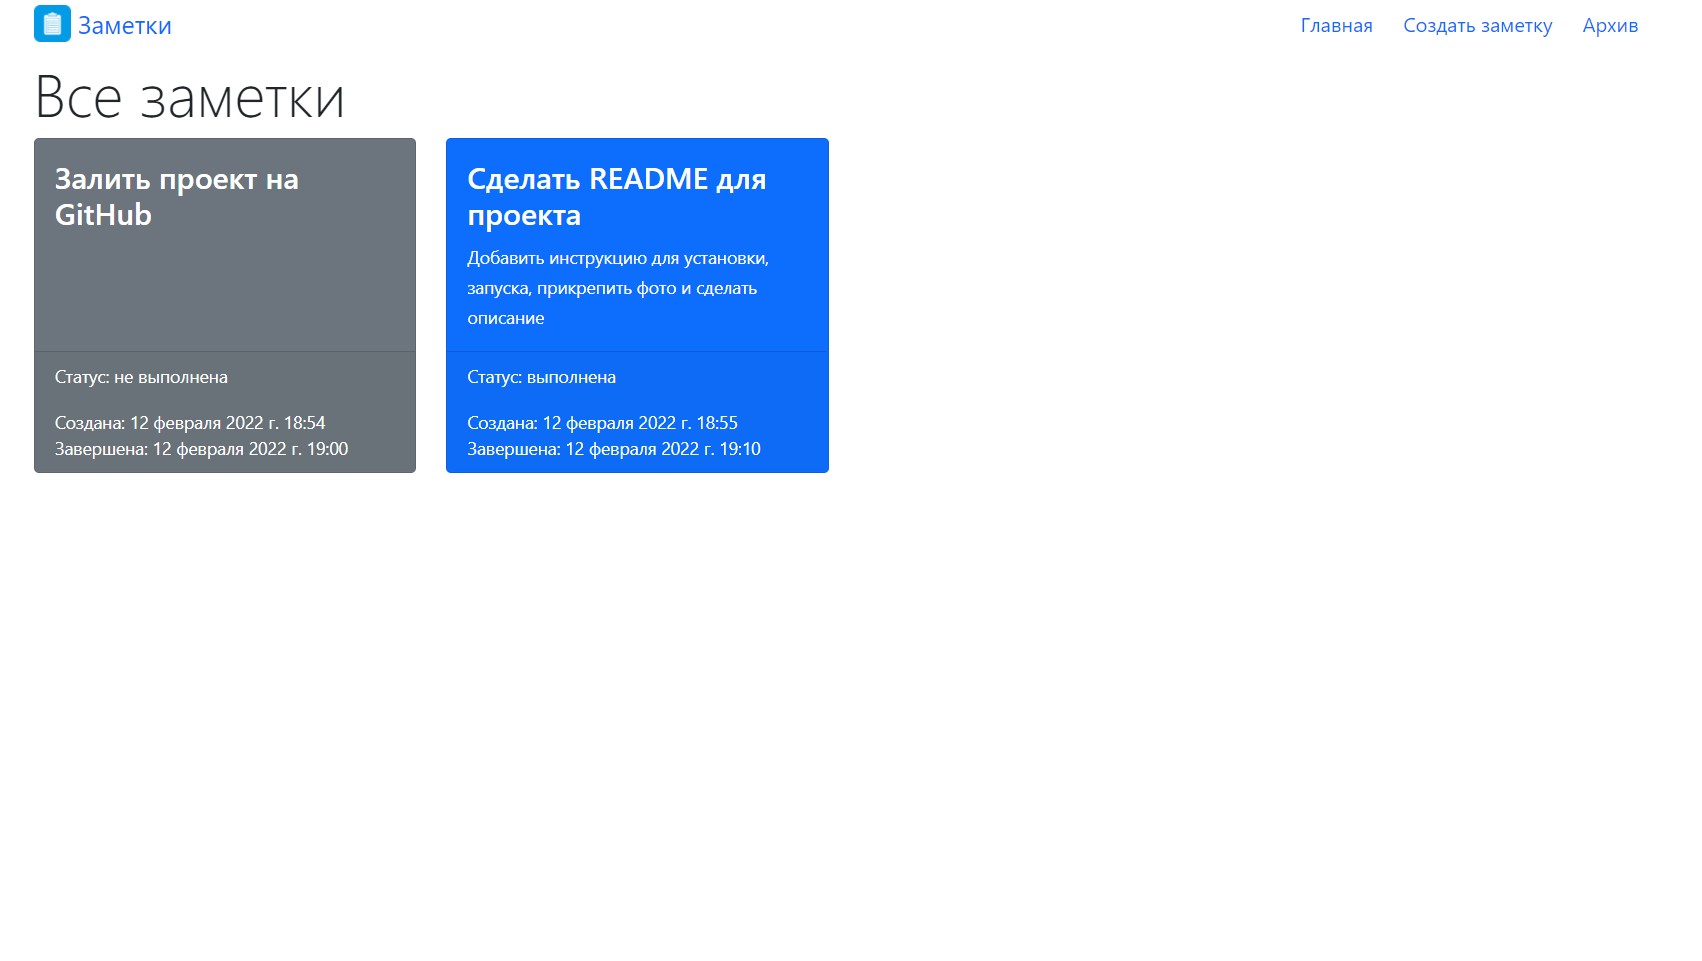 Заметки
Главная
Создать заметку
Архив
Все заметки
Залить проект на
GitHub
Статус: не выполнена
Создана: 12 февраля 2022 г. 18:54
Завершена: 12 февраля 2022 г. 19:00
Сделать README для
проекта
Добавить инструкцию для установки,
запуска, прикрепить фото и сделать
описание
Статус: выполнена
Создана: 12 февраля 2022 г. 18:55
Завершена: 12 февраля 2022 г. 19:10